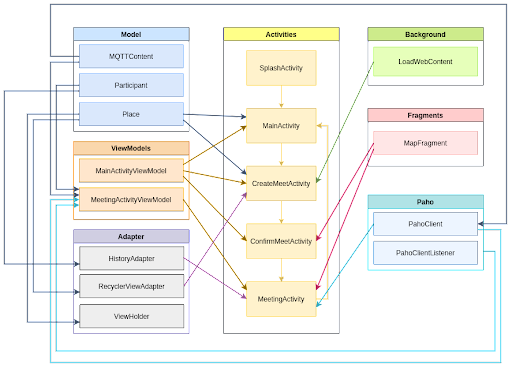 Model
MQTTContent
Participant
Place
ViewModels
MainActivityViewModel
MeetingActivityViewModel
Adapter
HistoryAdapter
RecyclerViewAdapter
ViewHolder
Activities
SplashActivity
MainActivity
CreateMeetActivity
ConfirmMeetActivity
MeetingActivity
Background
LoadWebContent
Fragments
MapFragment
Paho
PahoClient
PahoClientListener